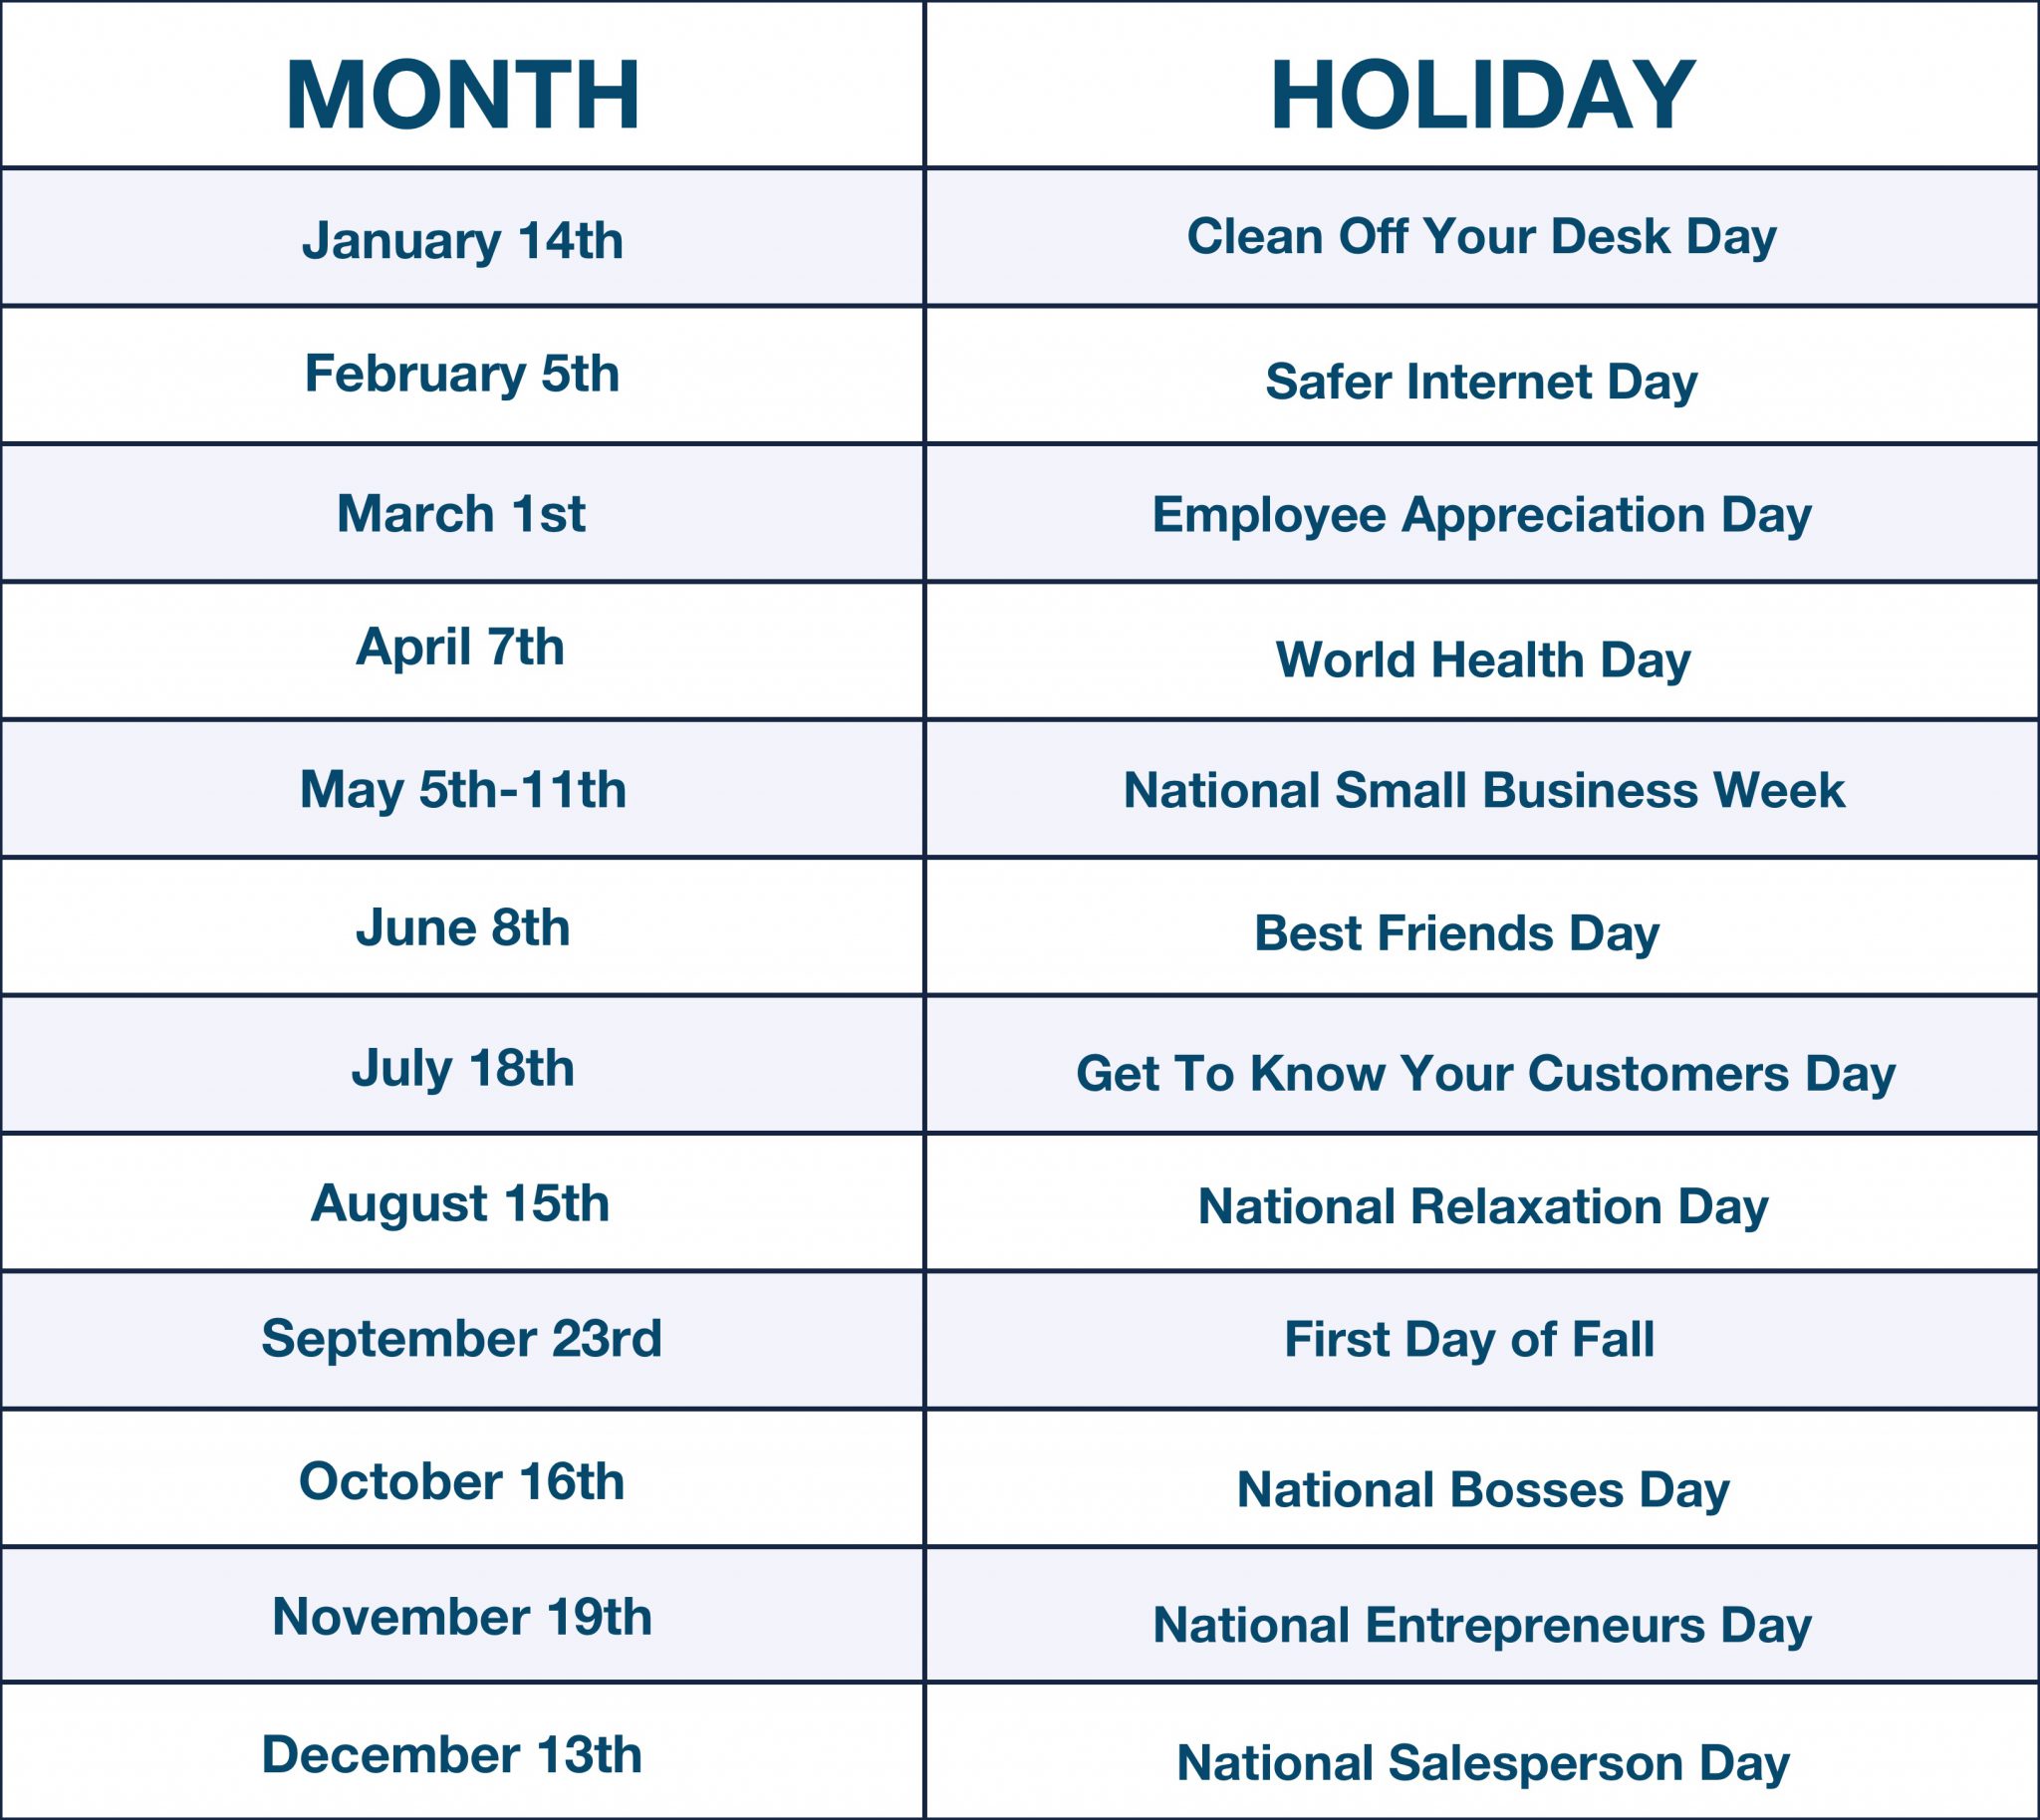 MONTH HOLIDAY
January 14th Clean Off Your Desk Day
February 5th Safer Internet Day
March 1st Employee Appreciation Day
April 7th World Health Day
May 5th-11th National Small Business Week
June 8th Best Friends Day
July 18th Get To Know Your Customers Day
August 15th National Relaxation Day
September 23rd First Day of Fall
October 16th National Bosses Day
November 19th National Entrepreneurs Day
December 13th National Salesperson Day